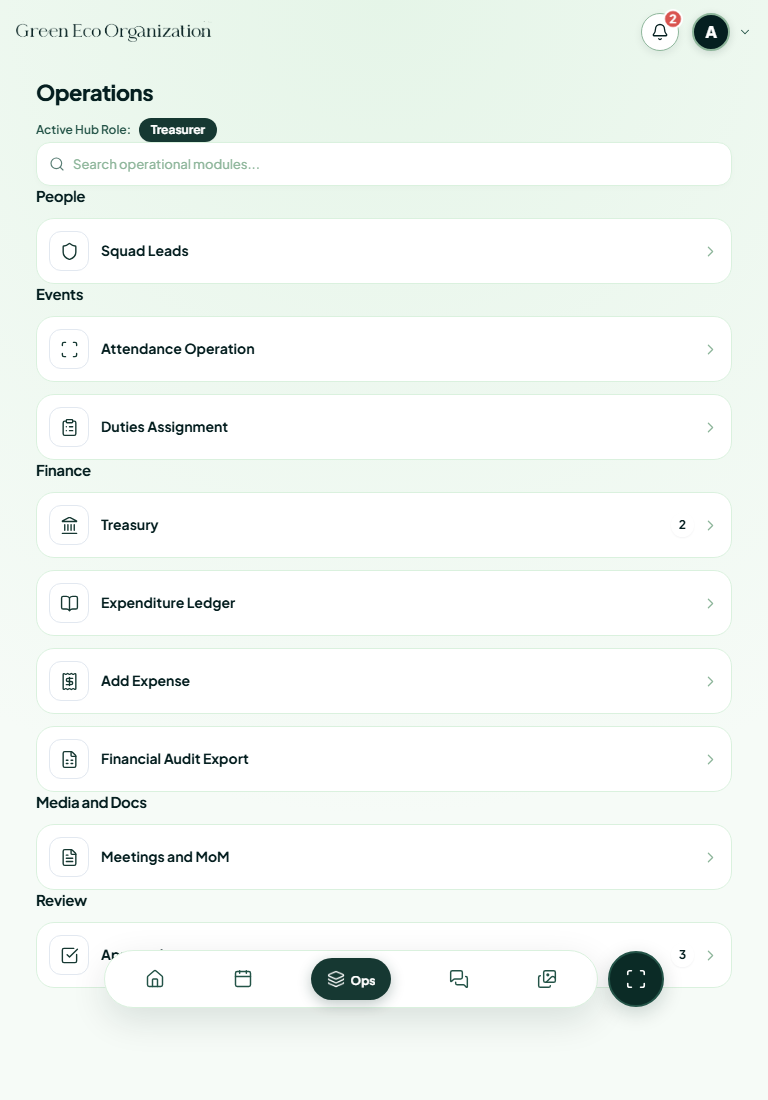 Green Eco Organization
2
A
Operations
Active Hub Role: Treasurer
Search operational modules...
People
Squad Leads
Events
Attendance Operation
Duties Assignment
Finance
Treasury 2
Expenditure Ledger
Add Expense
Financial Audit Export
Media and Docs
Meetings and MoM
Review
3
Ops